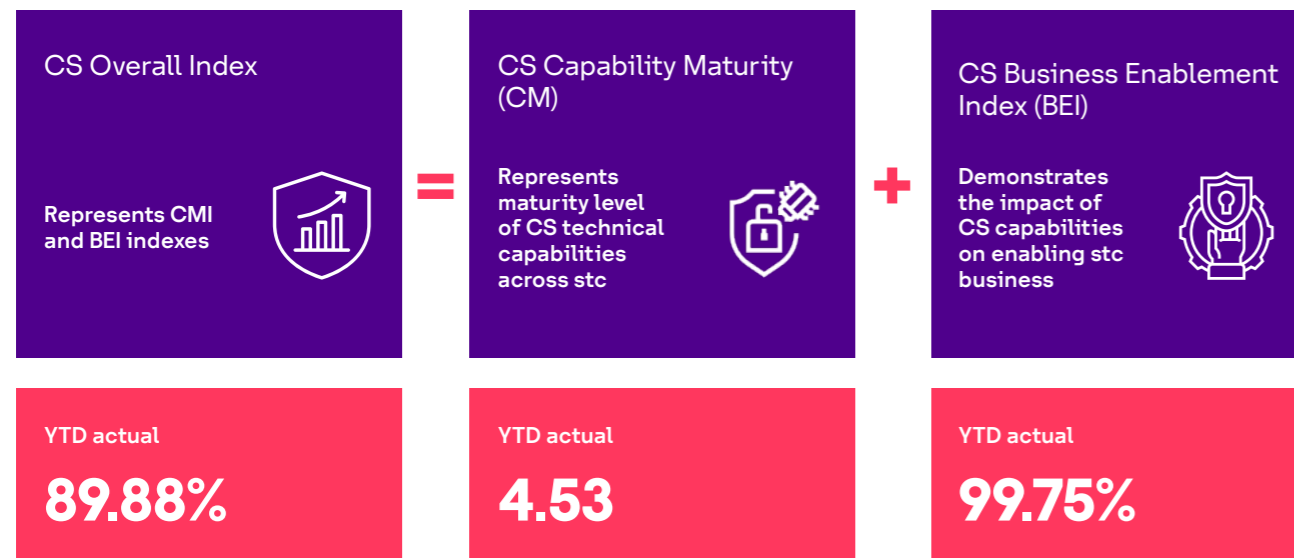 CS Overall Index
Represents CMI
and BEI indexes
=
CS Capability Maturity
(CM)
Represents
maturity level
of CS technical
capabilities
across stc
+
CS Business Enablement
Index (BEI)
Demonstrates
the impact of
CS capabilities
on enabling stc
business
YTD actual
89.88%
YTD actual
4.53
YTD actual
99.75%